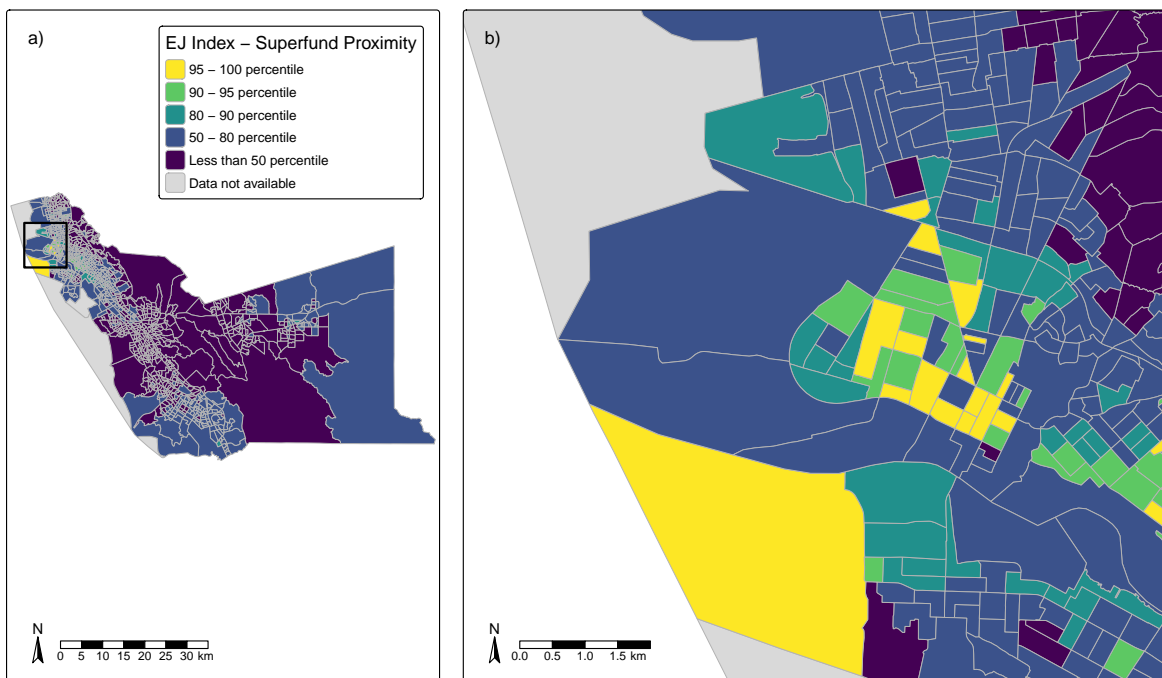 a)
EJ Index − Superfund Proximity
95 − 100 percentile
90 − 95 percentile
80 − 90 percentile
50 − 80 percentile
Less than 50 percentile
Data not available
N
0 5 10 15 20 25 30 km
b)
N
0.0 0.5 1.0 1.5 km